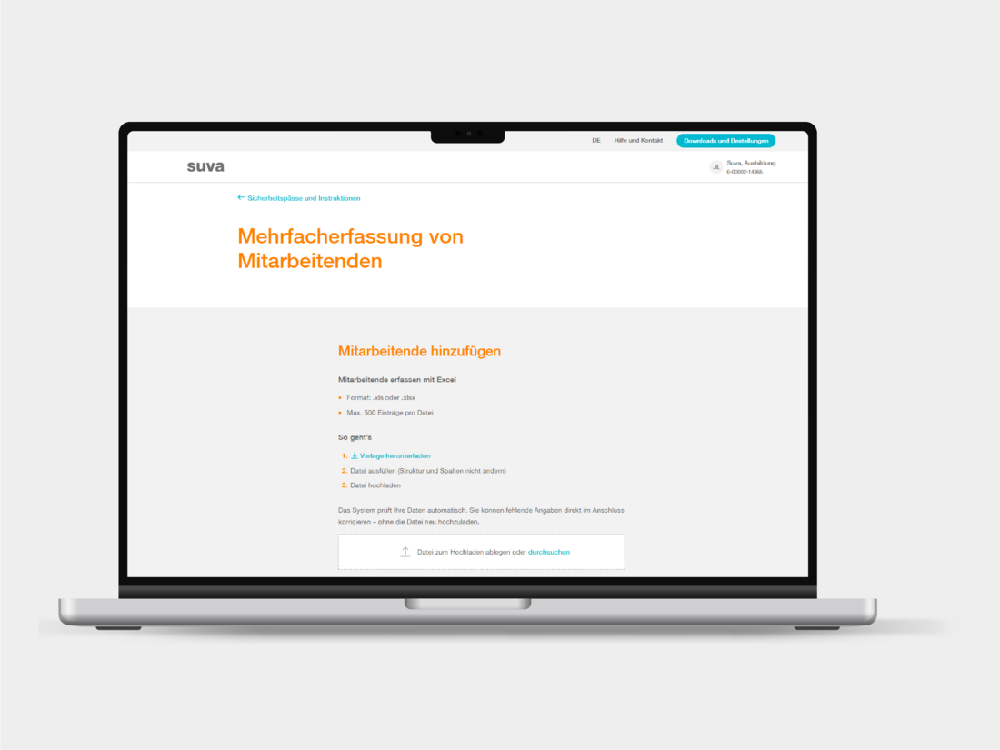 DE Hilfe und Kontakt Downloads und Bestellungen
suva
JL Suva, Ausbildung
6-00002-14366
← Sicherheitspässe und Instruktionen
Mehrfacherfassung von
Mitarbeitenden
Mitarbeitende hinzufügen
Mitarbeitende erfassen mit Excel
• Format: .xls oder .xlsx
• Max. 500 Einträge pro Datei
So geht's
1. Vorlage herunterladen
2. Datei ausfüllen (Struktur und Spalten nicht ändern)
3. Datei hochladen
Das System prüft Ihre Daten automatisch. Sie können fehlende Angaben direkt im Anschluss
korrigieren – ohne die Datei neu hochzuladen.
Datei zum Hochladen ablegen oder durchsuchen